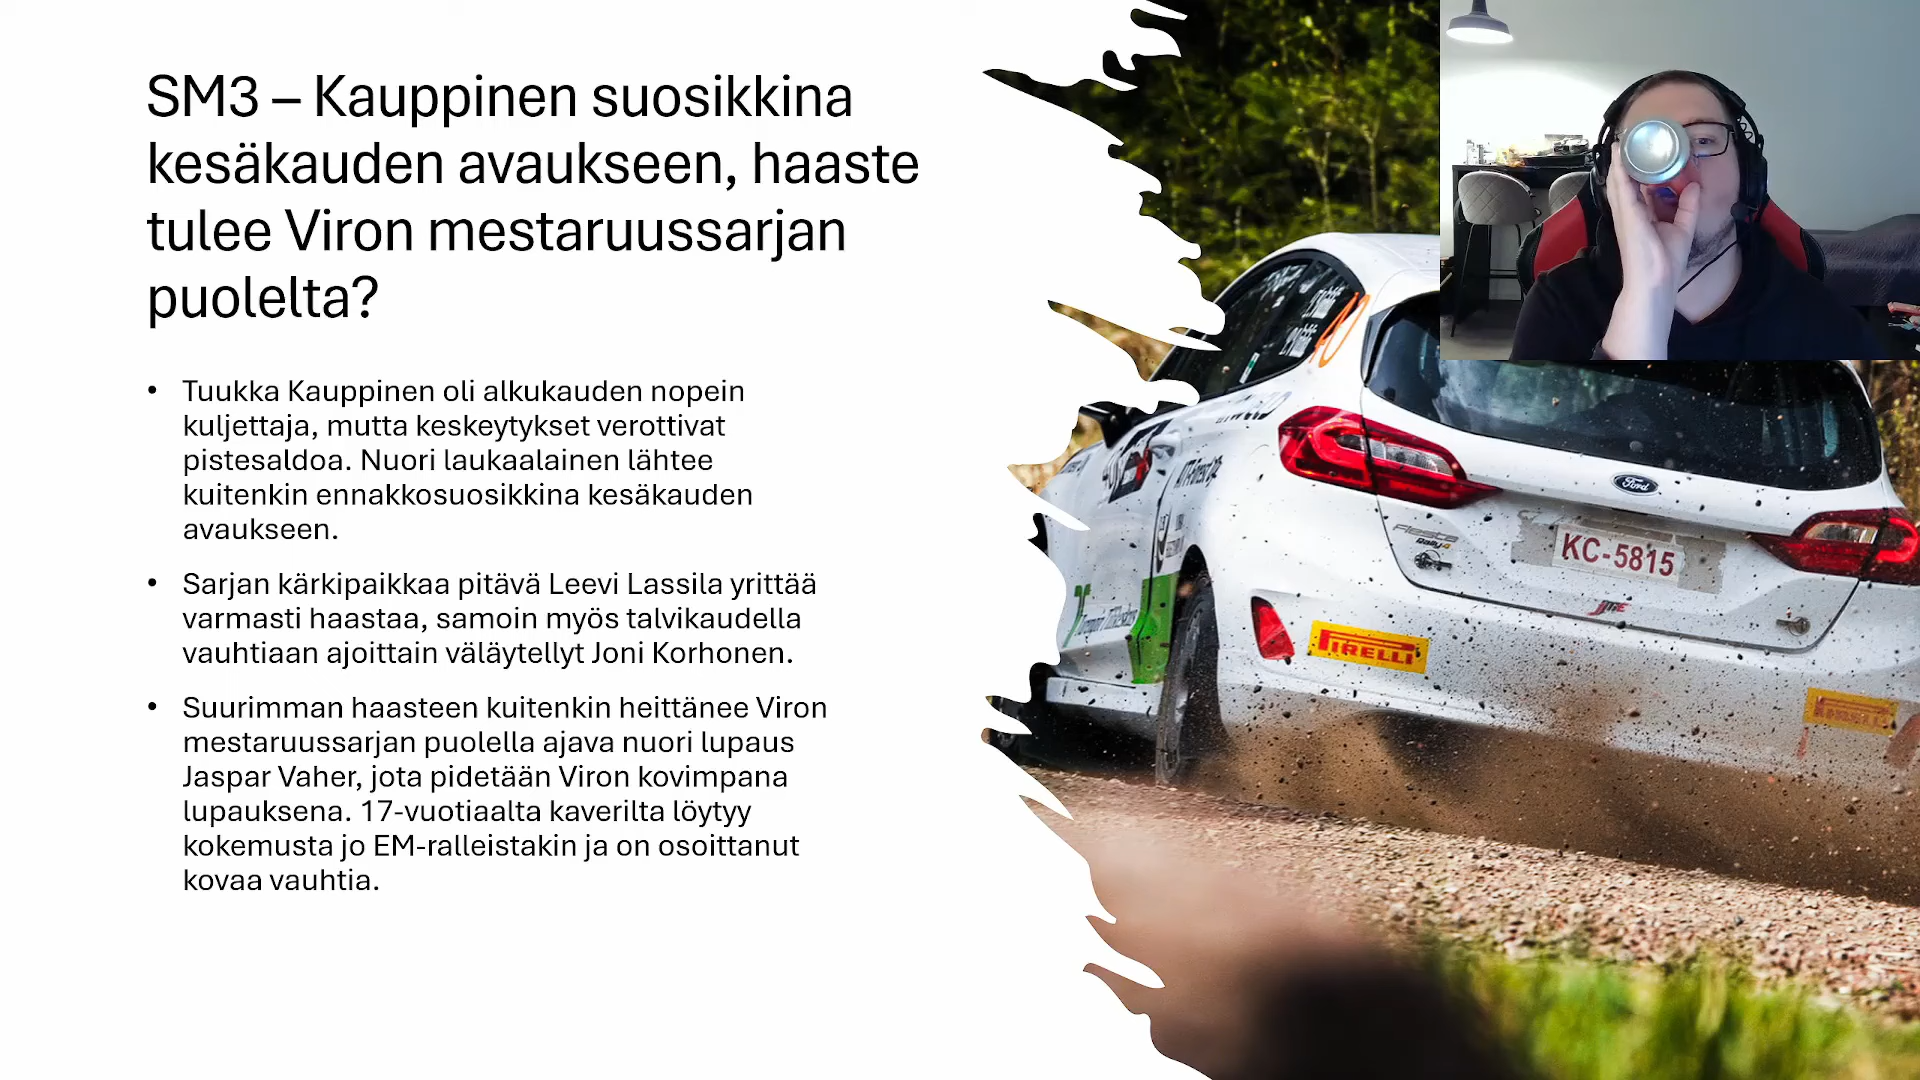 SM3 – Kauppinen suosikkina
kesäkauden avaukseen, haaste
tulee Viron mestaruussarjan
puolelta?
• Tuukka Kauppinen oli alkukauden nopein
kuljettaja, mutta keskeytykset verottivat
pistesaldoa. Nuori laukaalainen lähtee
kuitenkin ennakkosuosikkina kesäkauden
avaukseen.
• Sarjan kärkipaikkaa pitävä Leevi Lassila yrittää
varmasti haastaa, samoin myös talvikaudella
vauhtiaan ajoittain väläytellyt Joni Korhonen.
• Suurimman haasteen kuitenkin heittänee Viron
mestaruussarjan puolella ajava nuori lupaus
Jaspar Vaher, jota pidetään Viron kovimpana
lupauksena. 17-vuotiaalta kaverilta löytyy
kokemusta jo EM-ralleistakin ja on osoittanut
kovaa vauhtia.
Ford
Fiesta
Rally4
KC-5815
PIRELLI
PIRELLI